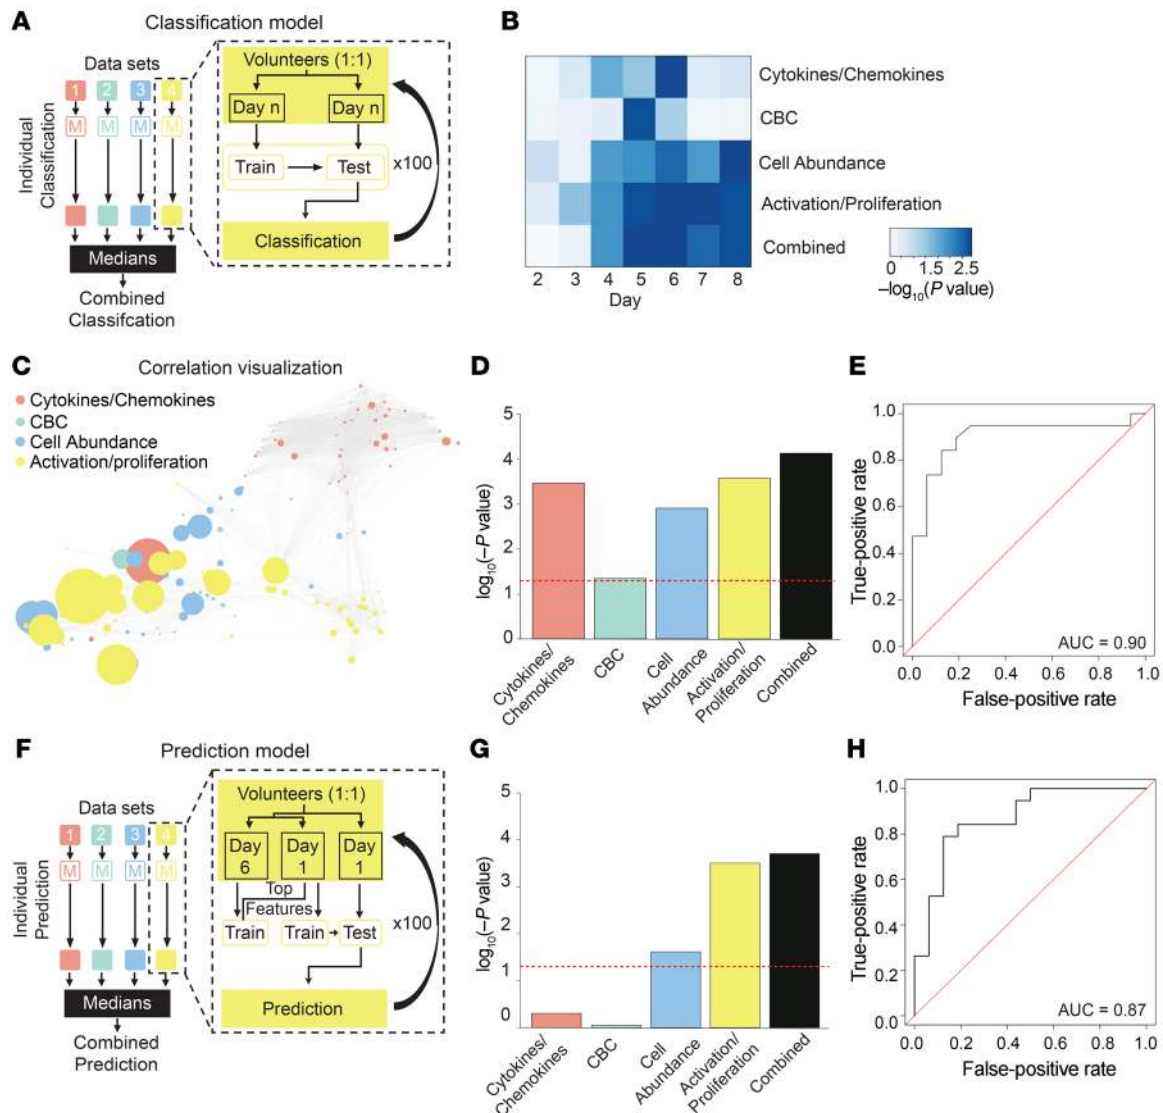 A
Classification model
Data sets
1 2 3 4
M M M M
Individual
Classification
Medians
Combined
Classifcation
Volunteers (1:1)
Day n Day n
Train Test
x100
Classification
B
Cytokines/Chemokines
CBC
Cell Abundance
Activation/Proliferation
Combined
2 3 4 5 6 7 8
Day
0 1.5 2.5
–log10(P value)
C
Correlation visualization
Cytokines/Chemokines
CBC
Cell Abundance
Activation/proliferation
D
5
4
3
2
1
0
log10(–P value)
Cytokines/
Chemokines
CBC
Cell
Abundance
Activation/
Proliferation
Combined
E
1.0
0.8
0.6
0.4
0.2
0.0
True-positive rate
AUC = 0.90
0.0 0.2 0.4 0.6 0.8 1.0
False-positive rate
F
Prediction model
Data sets
1 2 3 4
M M M M
Individual
Prediction
Medians
Combined
Prediction
Volunteers (1:1)
Day
6
Day
1
Day
1
Top
Features
Train Train Test
x100
Prediction
G
5
4
3
2
1
0
log10(–P value)
Cytokines/
Chemokines
CBC
Cell
Abundance
Activation/
Proliferation
Combined
H
1.0
0.8
0.6
0.4
0.2
0.0
True-positive rate
AUC = 0.87
0.0 0.2 0.4 0.6 0.8 1.0
False-positive rate